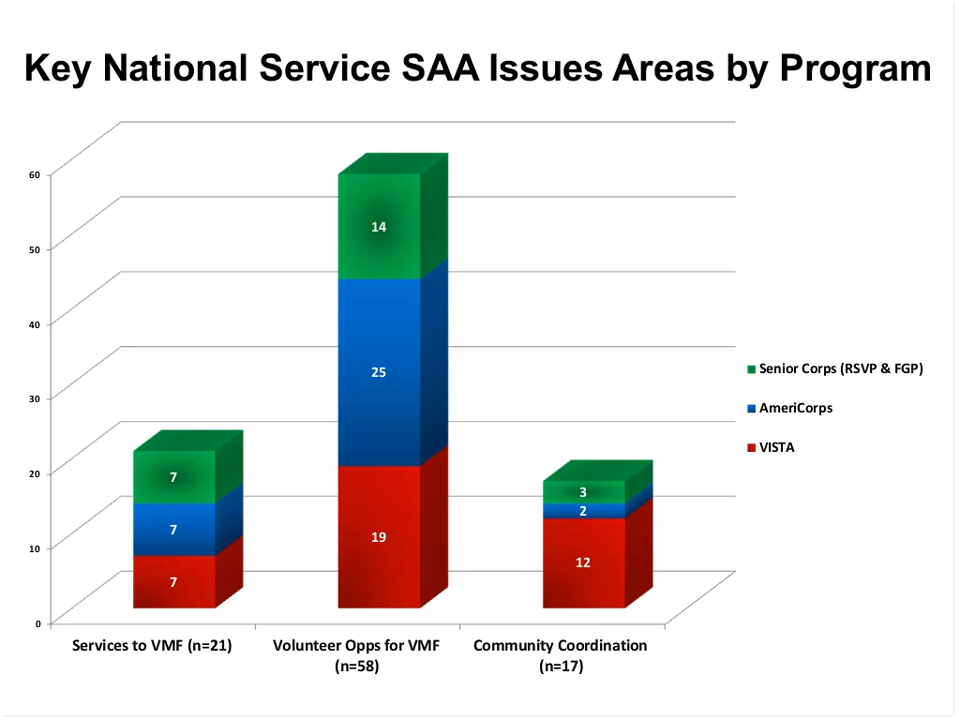 Key National Service SAA Issues Areas by Program
60
50
40
30
20
10
0
14
25
19
7
7
7
3
2
12
Senior Corps (RSVP & FGP)
AmeriCorps
VISTA
Services to VMF (n=21)
Volunteer Opps for VMF
(n=58)
Community Coordination
(n=17)